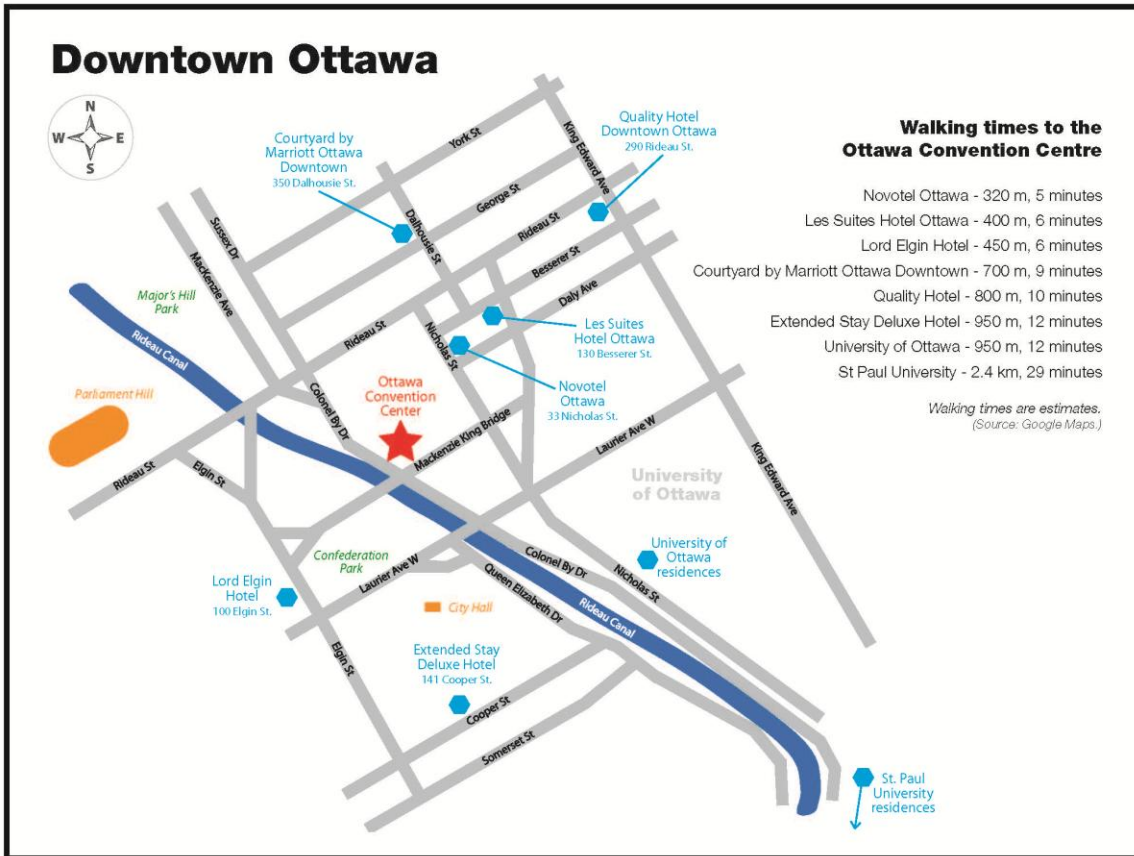 Downtown Ottawa
N
W
E
S
Walking times to the
Ottawa Convention Centre
Novotel Ottawa - 320 m, 5 minutes
Les Suites Hotel Ottawa - 400 m, 6 minutes
Lord Elgin Hotel - 450 m, 6 minutes
Courtyard by Marriott Ottawa Downtown - 700 m, 9 minutes
Quality Hotel - 800 m, 10 minutes
Extended Stay Deluxe Hotel - 950 m, 12 minutes
University of Ottawa - 950 m, 12 minutes
St Paul University - 2.4 km, 29 minutes
Walking times are estimates.
(Source: Google Maps.)
Courtyard by
Marriott Ottawa
Downtown
350 Dalhousie St.
Quality Hotel
Downtown Ottawa
290 Rideau St.
York St
King Edward Ave
George St
Dalhousie St
Rideau St
Besserer St
Daly Ave
Sussex Dr
MacKenzie Ave
Major's Hill
Park
Rideau St
Nicholas St
Les Suites
Hotel Ottawa
130 Besserer St.
Novotel
Ottawa
33 Nicholas St.
Rideau Canal
Colonel By Dr
Ottawa
Convention
Center
Mackenzie King Bridge
Laurier Ave W
King Edward Ave
Parliament Hill
Rideau St
Elgin St
University
of Ottawa
Confederation
Park
Laurier Ave W
Colonel By Dr
Queen Elizabeth Dr
Nicholas St
University of
Ottawa
residences
Lord Elgin
Hotel
100 Elgin St.
City Hall
Rideau Canal
Elgin St
Extended Stay
Deluxe Hotel
141 Cooper St.
Cooper St
Somerset St
St. Paul
University
residences